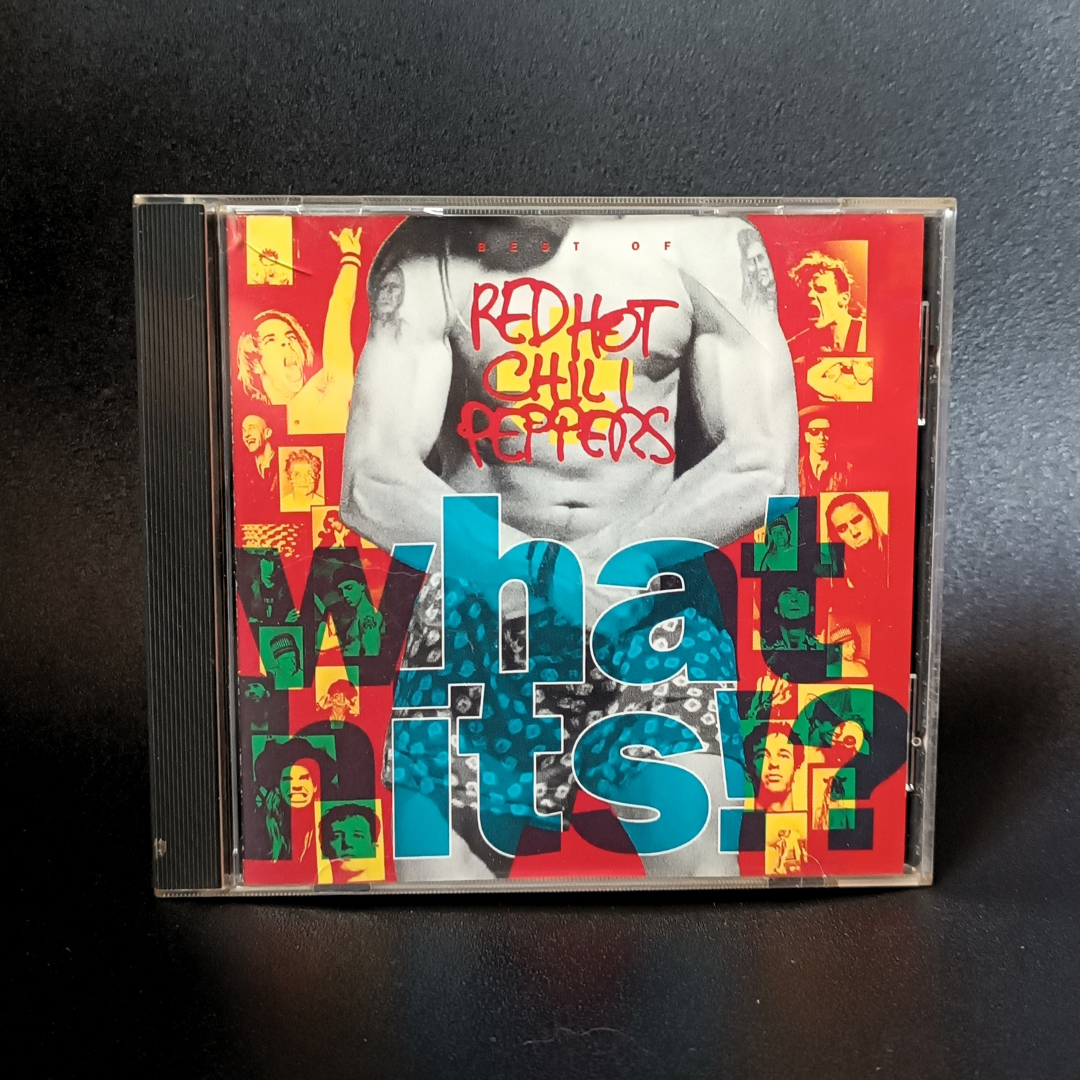 BEST OF
RED HOT
CHILI
PEPPERS
what
hits!?